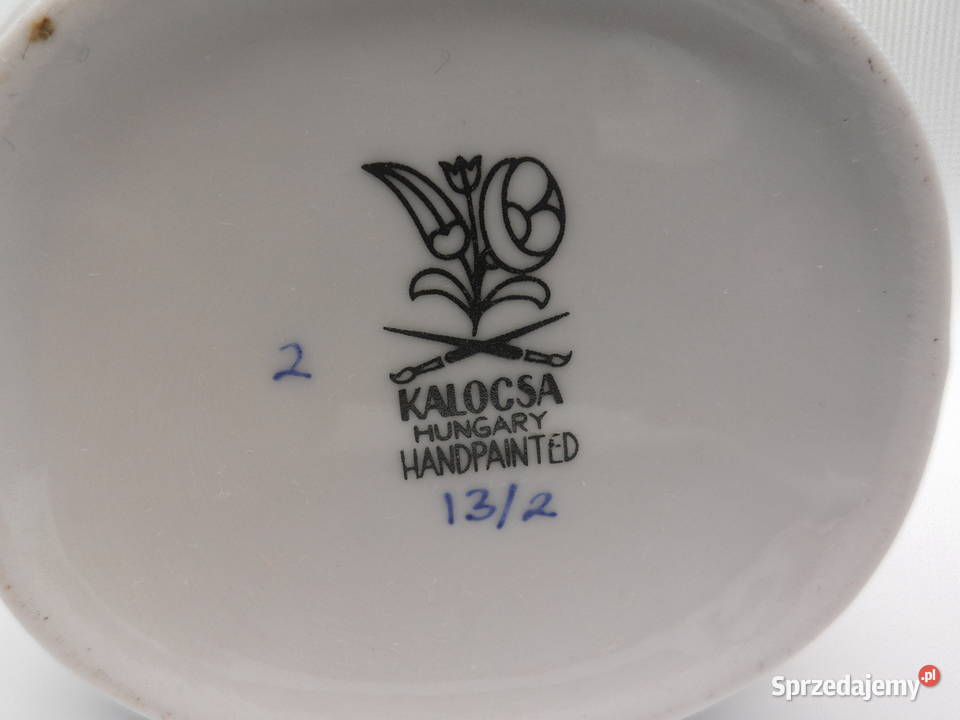 2
KALOCSA
HUNGARY
HANDPAINTED
13/2
Sprzedajemy.pl